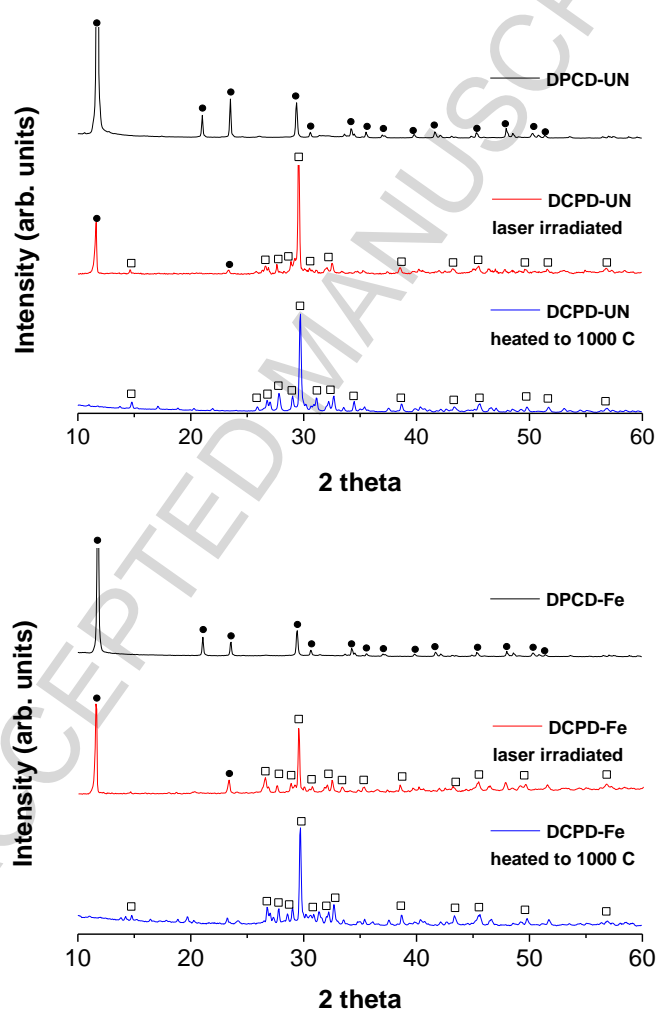 DPCD-UN
DCPD-UN
laser irradiated
DCPD-UN
heated to 1000 C
Intensity (arb. units)
10 20 30 40 50 60
2 theta
DPCD-Fe
DCPD-Fe
laser irradiated
DCPD-Fe
heated to 1000 C
Intensity (arb. units)
10 20 30 40 50 60
2 theta
ACCEPTED MANUSCR